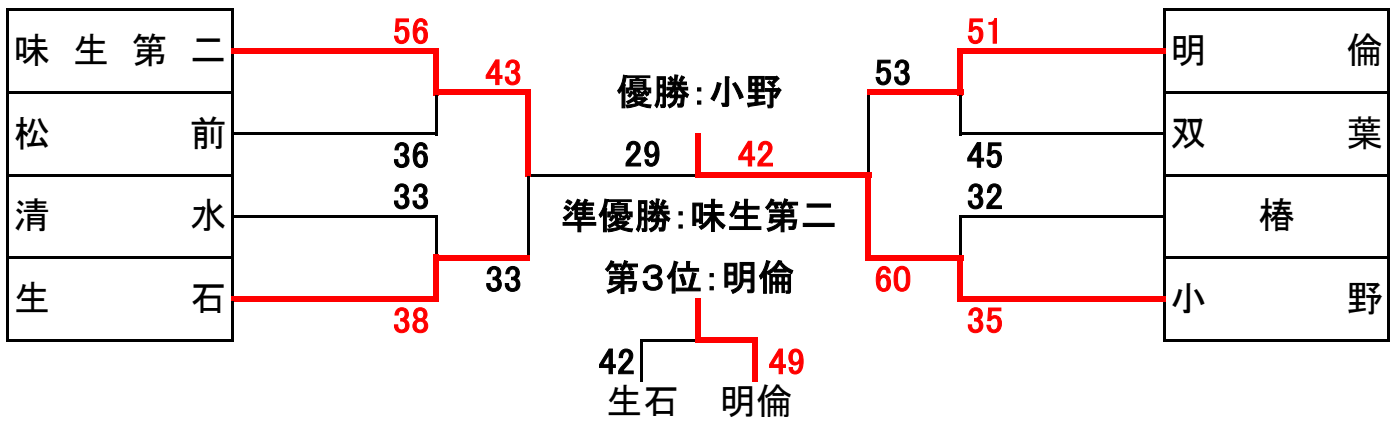 味生第二
56
松前
36
清水
33
生石
38
43
33
優勝:小野
29 42
準優勝:味生第二
第3位:明倫
42 49
生石 明倫
53
60
51
明倫
45
双葉
32
椿
35
小野